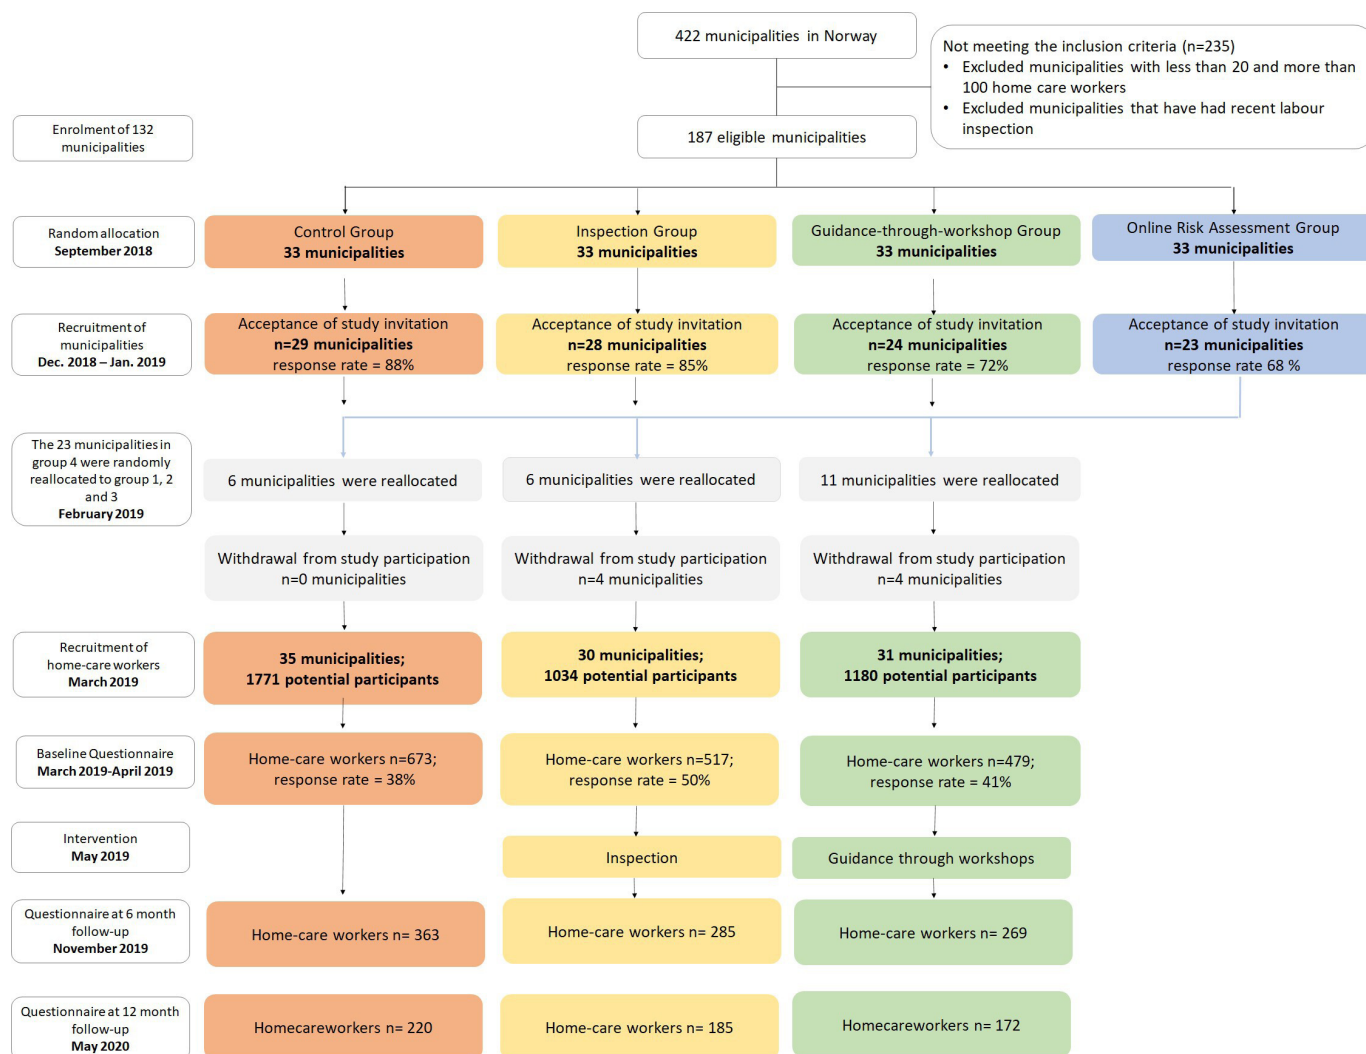 422 municipalities in Norway
Not meeting the inclusion criteria (n=235)
• Excluded municipalities with less than 20 and more than
100 home care workers
• Excluded municipalities that have had recent labour
inspection
Enrolment of 132
municipalities
187 eligible municipalities
Random allocation
September 2018
Control Group
33 municipalities
Inspection Group
33 municipalities
Guidance-through-workshop Group
33 municipalities
Online Risk Assessment Group
33 municipalities
Recruitment of
municipalities
Dec. 2018 – Jan. 2019
Acceptance of study invitation
n=29 municipalities
response rate = 88%
Acceptance of study invitation
n=28 municipalities
response rate = 85%
Acceptance of study invitation
n=24 municipalities
response rate = 72%
Acceptance of study invitation
n=23 municipalities
response rate 68 %
The 23 municipalities in
group 4 were randomly
reallocated to group 1, 2
and 3
February 2019
6 municipalities were reallocated
6 municipalities were reallocated
11 municipalities were reallocated
Withdrawal from study participation
n=0 municipalities
Withdrawal from study participation
n=4 municipalities
Withdrawal from study participation
n=4 municipalities
Recruitment of
home-care workers
March 2019
35 municipalities;
1771 potential participants
30 municipalities;
1034 potential participants
31 municipalities;
1180 potential participants
Baseline Questionnaire
March 2019-April 2019
Home-care workers n=673;
response rate = 38%
Home-care workers n=517;
response rate = 50%
Home-care workers n=479;
response rate = 41%
Intervention
May 2019
Inspection
Guidance through workshops
Questionnaire at 6 month
follow-up
November 2019
Home-care workers n= 363
Home-care workers n= 285
Home-care workers n= 269
Questionnaire at 12 month
follow-up
May 2020
Homecareworkers n= 220
Home-care workers n= 185
Homecareworkers n= 172